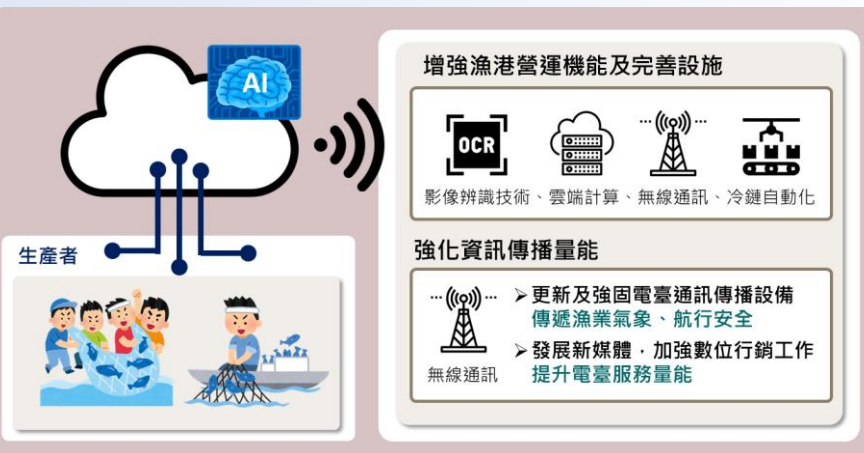 AI
增強漁港營運機能及完善設施
OCR
影像辨識技術、雲端計算、無線通訊、冷鏈自動化
生產者
強化資訊傳播量能
➢更新及強固電臺通訊傳播設備
傳遞漁業氣象、航行安全
➢發展新媒體，加強數位行銷工作
提升電臺服務量能
無線通訊